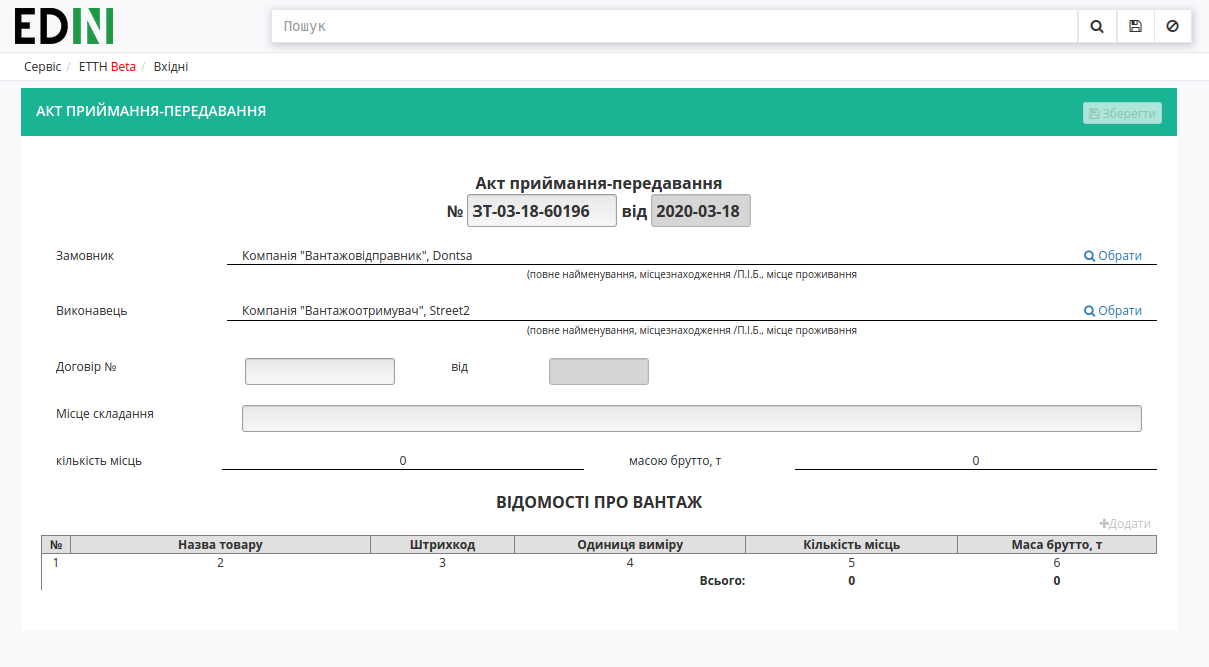 EDIN
Пошук
Сервіс / ЕТТН Beta / Вхідні
АКТ ПРИЙМАННЯ-ПЕРЕДАВАННЯ
Зберегти
Акт приймання-передавання
№ ЗТ-03-18-60196 від 2020-03-18
Замовник Компанія "Вантажовідправник", Dontsa Обрати
(повне найменування, місцезнаходження /П.І.Б., місце проживання
Виконавець Компанія "Вантажоотримувач", Street2 Обрати
(повне найменування, місцезнаходження /П.І.Б., місце проживання
Договір № від
Місце складання
кількість місць 0 масою брутто, т 0
ВІДОМОСТІ ПРО ВАНТАЖ
Додати
№ Назва товару Штрихкод Одиниця виміру Кількість місць Маса брутто, т
1 2 3 4 5 6
Всього: 0 0